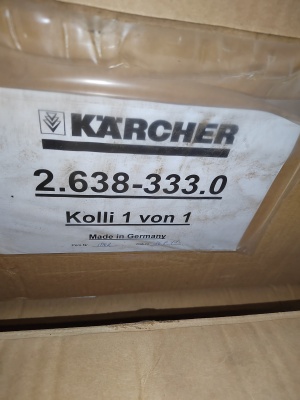 KÄRCHER
2.638-333.0
Kolli 1 von 1
Made in Germany